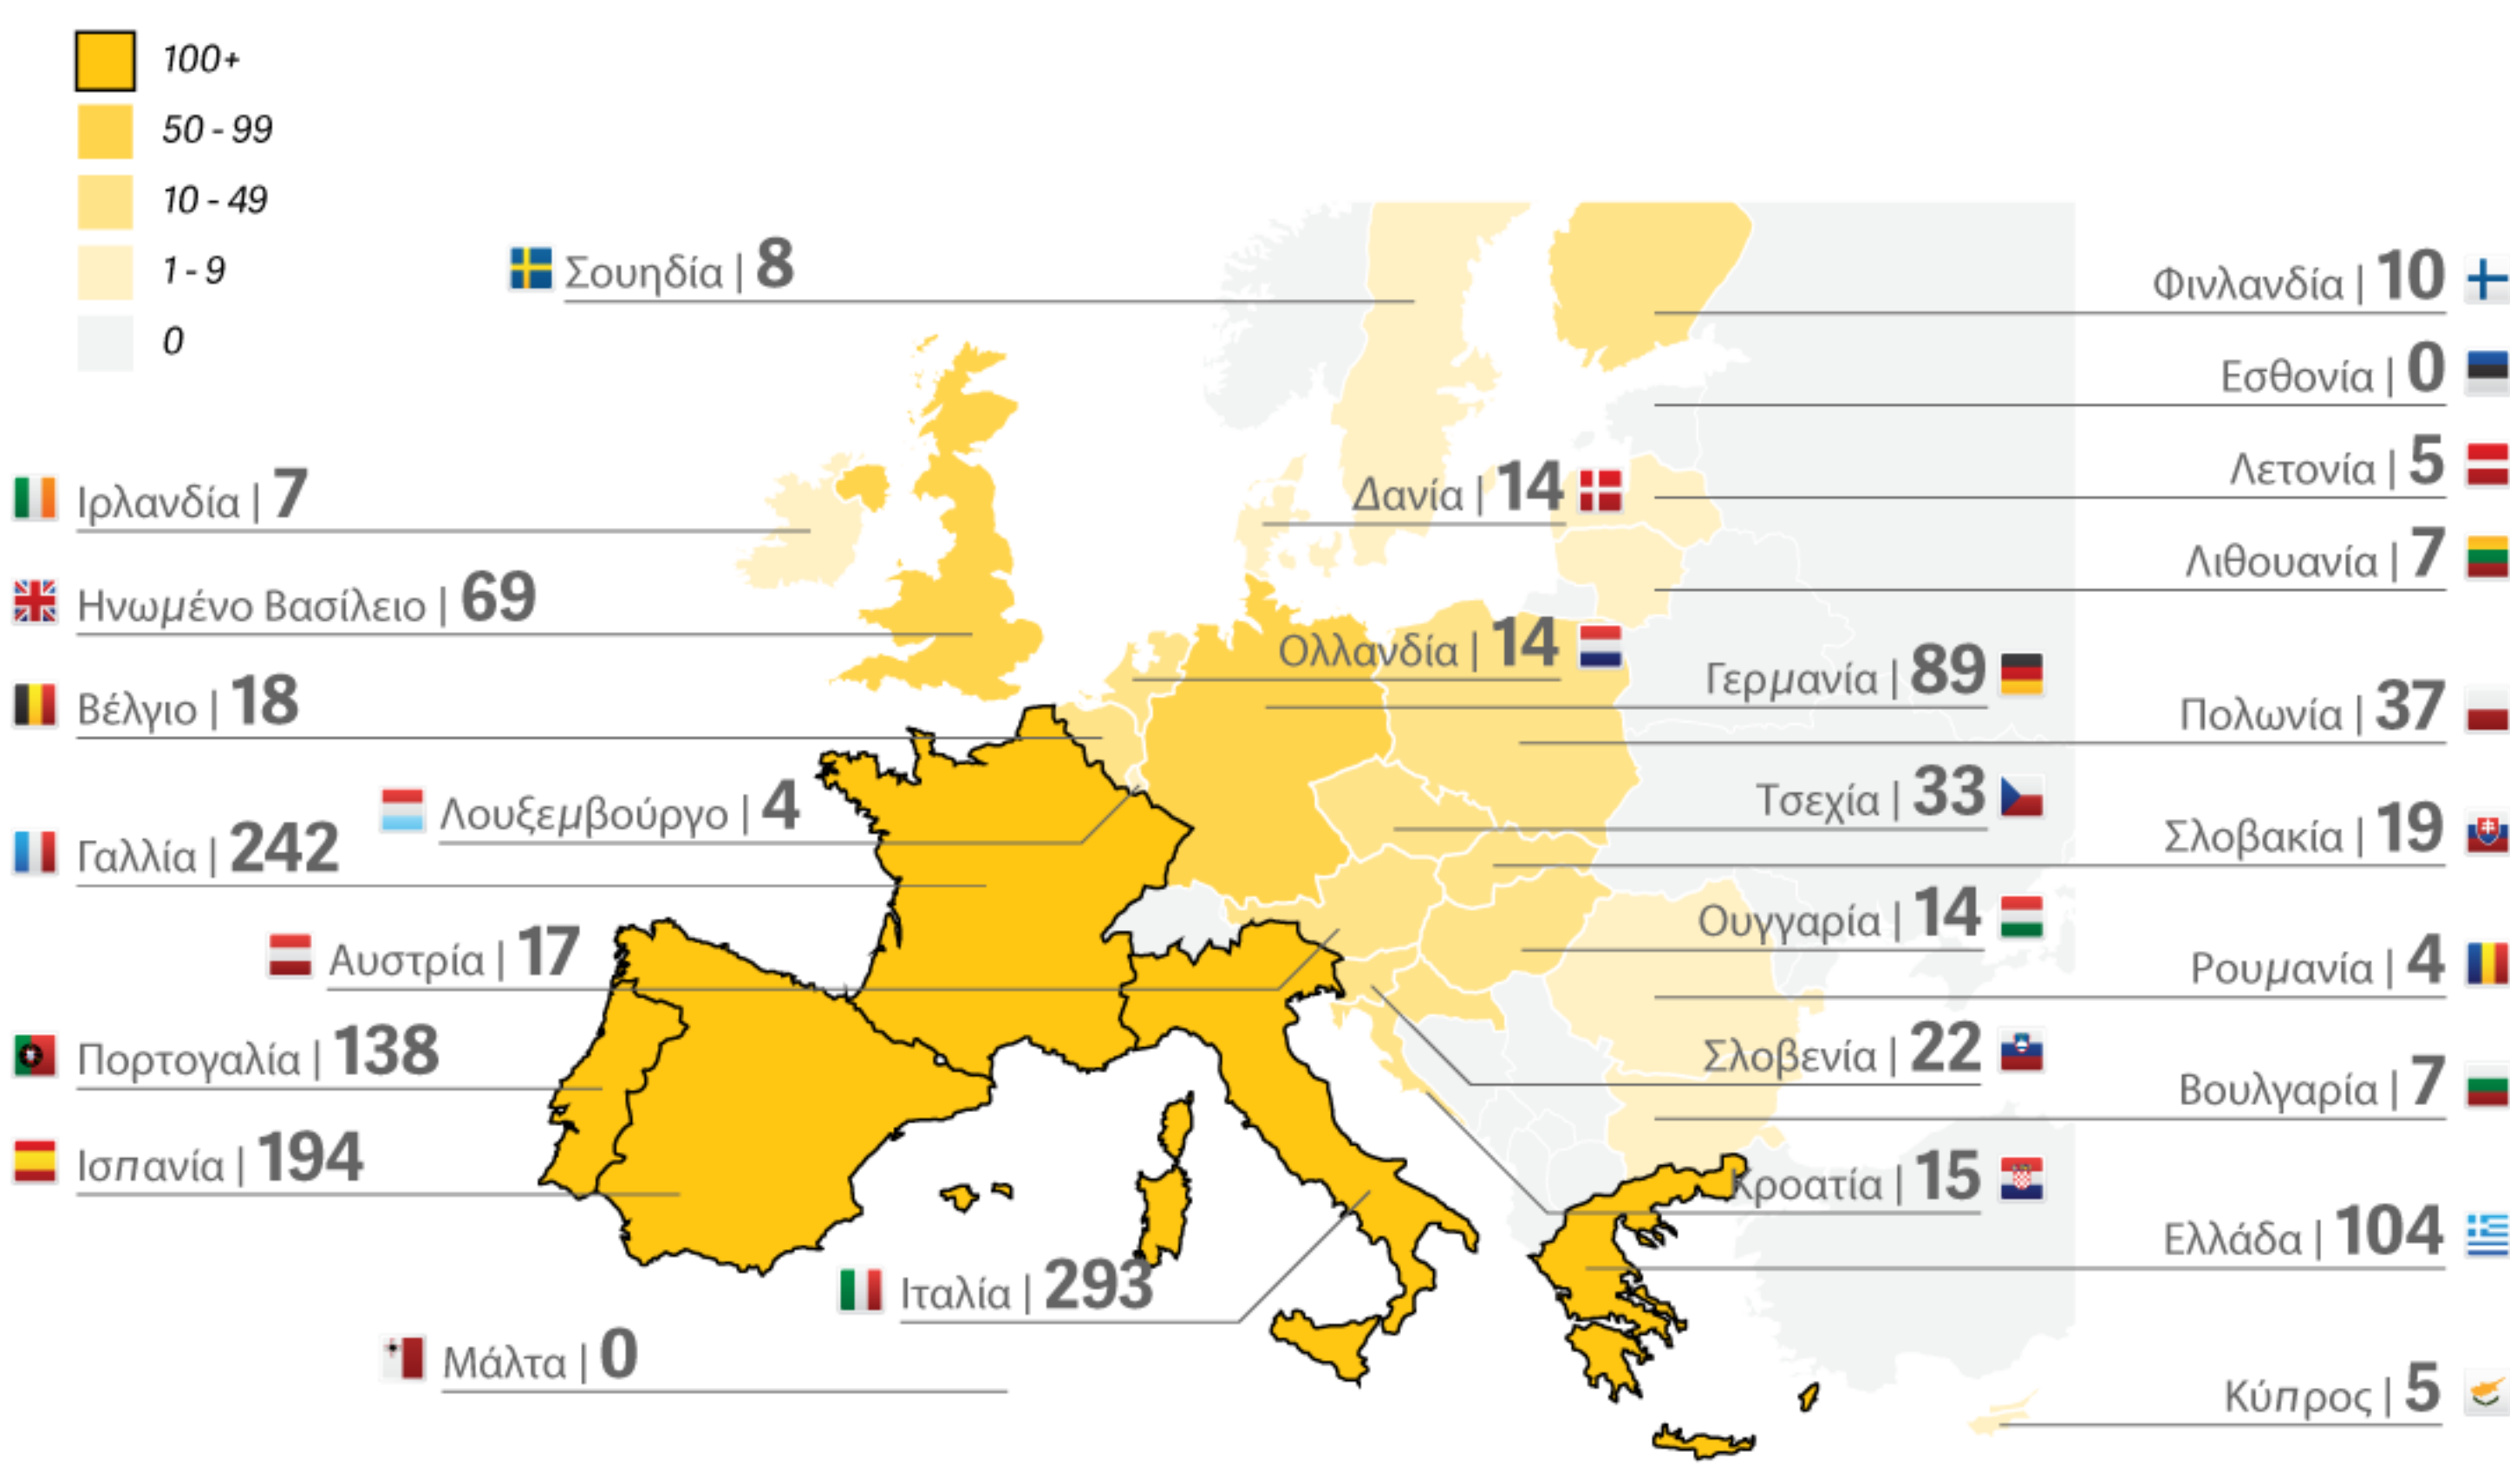 100+
50 - 99
10 - 49
1 - 9
0
Σουηδία | 8
Φινλανδία | 10
Εσθονία | 0
Λετονία | 5
Ιρλανδία | 7
Δανία | 14
Λιθουανία | 7
Ηνωμένο Βασίλειο | 69
Ολλανδία | 14
Γερμανία | 89
Βέλγιο | 18
Πολωνία | 37
Λουξεμβούργο | 4
Τσεχία | 33
Σλοβακία | 19
Γαλλία | 242
Ουγγαρία | 14
Αυστρία | 17
Ρουμανία | 4
Πορτογαλία | 138
Σλοβενία | 22
Βουλγαρία | 7
Ισπανία | 194
Κροατία | 15
Ελλάδα | 104
Ιταλία | 293
Μάλτα | 0
Κύπρος | 5